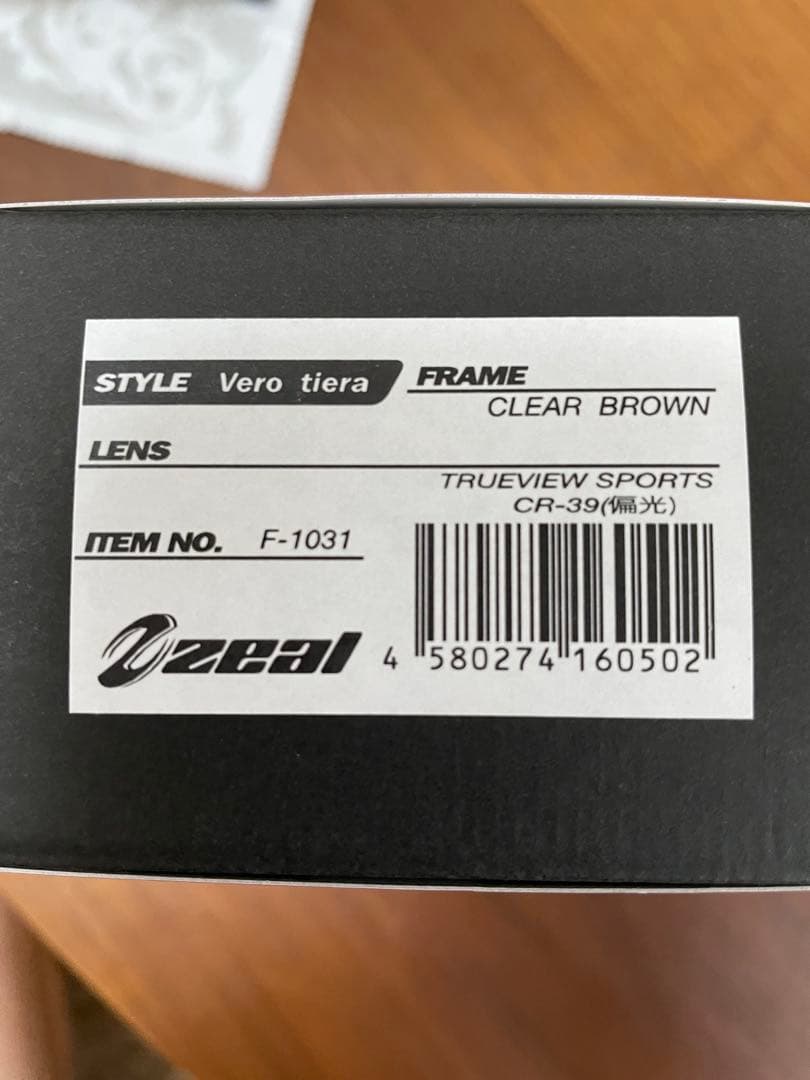 STYLE Vero tiera
FRAME
CLEAR BROWN
LENS
TRUEVIEW SPORTS
CR-39(偏光)
ITEM NO. F-1031
zeal
4 580274 160502